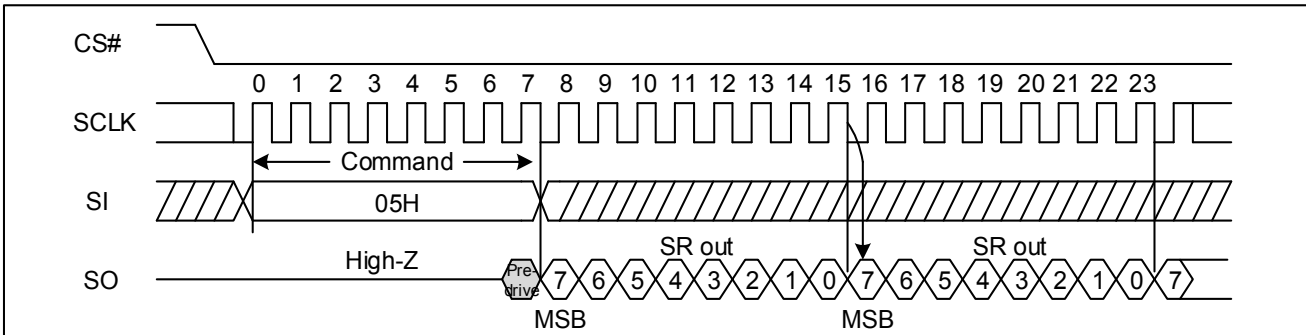 CS#
0 1 2 3 4 5 6 7 8 9 10 11 12 13 14 15 16 17 18 19 20 21 22 23
SCLK
Command
SI
05H
High-Z
SR out
SR out
SO
Pre-
drive
7 6 5 4 3 2 1 0 7 6 5 4 3 2 1 0 7
MSB
MSB